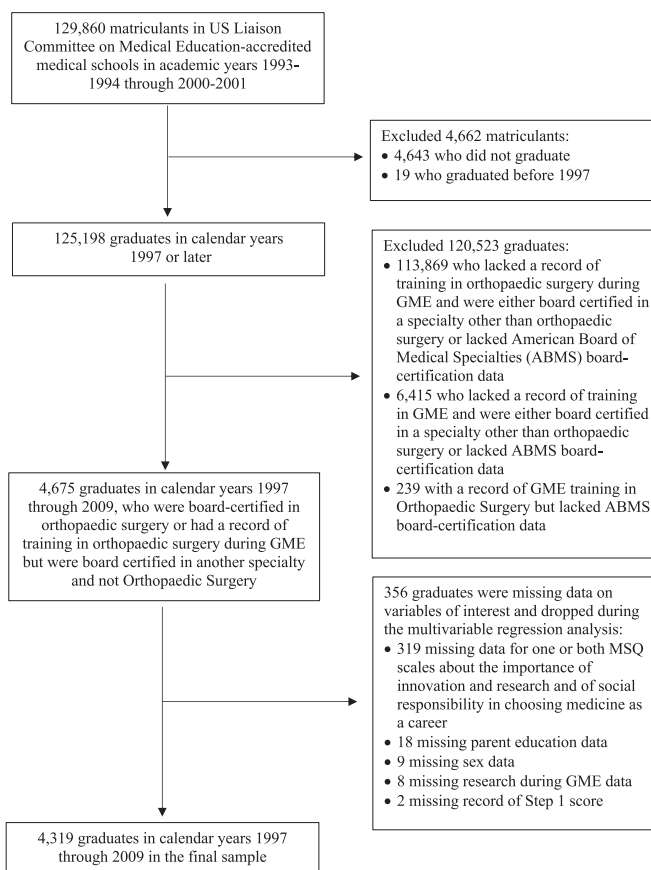 129,860 matriculants in US Liaison
Committee on Medical Education-accredited
medical schools in academic years 1993-
1994 through 2000-2001
Excluded 4,662 matriculants:
• 4,643 who did not graduate
• 19 who graduated before 1997
125,198 graduates in calendar years
1997 or later
Excluded 120,523 graduates:
• 113,869 who lacked a record of
training in orthopaedic surgery during
GME and were either board certified in
a specialty other than orthopaedic
surgery or lacked American Board of
Medical Specialties (ABMS) board-
certification data
• 6,415 who lacked a record of training
in GME and were either board certified
in a specialty other than orthopaedic
surgery or lacked ABMS board-
certification data
• 239 with a record of GME training in
Orthopaedic Surgery but lacked ABMS
board-certification data
4,675 graduates in calendar years 1997
through 2009, who were board-certified in
orthopaedic surgery or had a record of
training in orthopaedic surgery during GME
but were board certified in another specialty
and not Orthopaedic Surgery
356 graduates were missing data on
variables of interest and dropped during
the multivariable regression analysis:
• 319 missing data for one or both MSQ
scales about the importance of
innovation and research and of social
responsibility in choosing medicine as
a career
• 18 missing parent education data
• 9 missing sex data
• 8 missing research during GME data
• 2 missing record of Step 1 score
4,319 graduates in calendar years 1997
through 2009 in the final sample